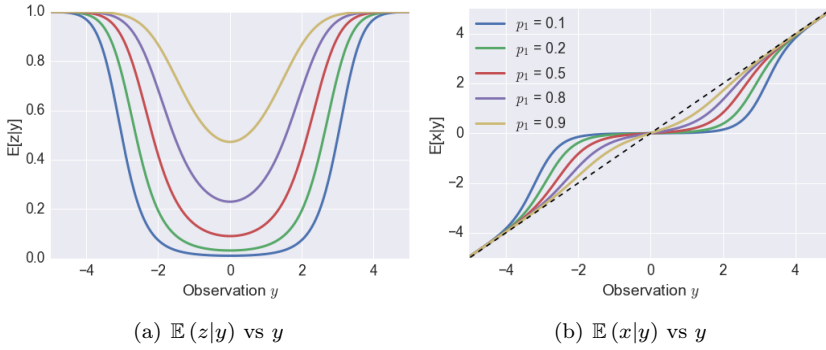 1.0
0.8
0.6
0.4
0.2
0.0
E[z|y]
−4 −2 0 2 4
Observation y
4
2
0
−2
−4
E[x|y]
p₁ = 0.1
p₁ = 0.2
p₁ = 0.5
p₁ = 0.8
p₁ = 0.9
−4 −2 0 2 4
Observation y
(a) 𝔼 (z|y) vs y
(b) 𝔼 (x|y) vs y